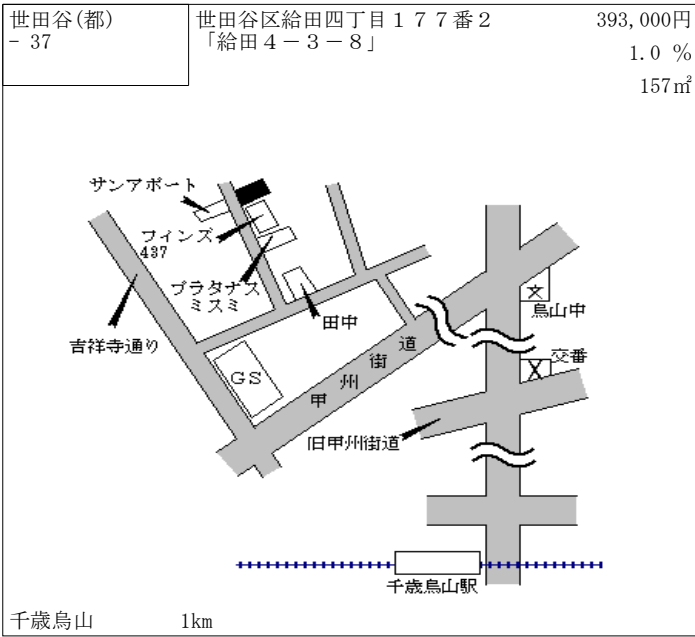 世田谷(都)
- 37
世田谷区給田四丁目１７７番２
「給田４－３－８」
393,000円
1.0 %
157㎡
サンアポート
フィンズ
437
プラタナス
ミスミ
吉祥寺通り
田中
GS
甲州街道
旧甲州街道
烏山中
交番
千歳烏山駅
千歳烏山 1km